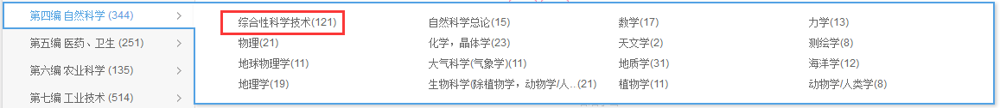 第四编 自然科学 (344)
第五编 医药、卫生 (251)
第六编 农业科学 (135)
第七编 工业技术 (514)
综合性科学技术(121) 自然科学总论(15) 数学(17) 力学(13)
物理(21) 化学，晶体学(23) 天文学(2) 测绘学(8)
地球物理学(11) 大气科学(气象学)(11) 地质学(31) 海洋学(12)
地理学(19) 生物科学(除植物学，动物学/人..(21) 植物学(11) 动物学/人类学(8)